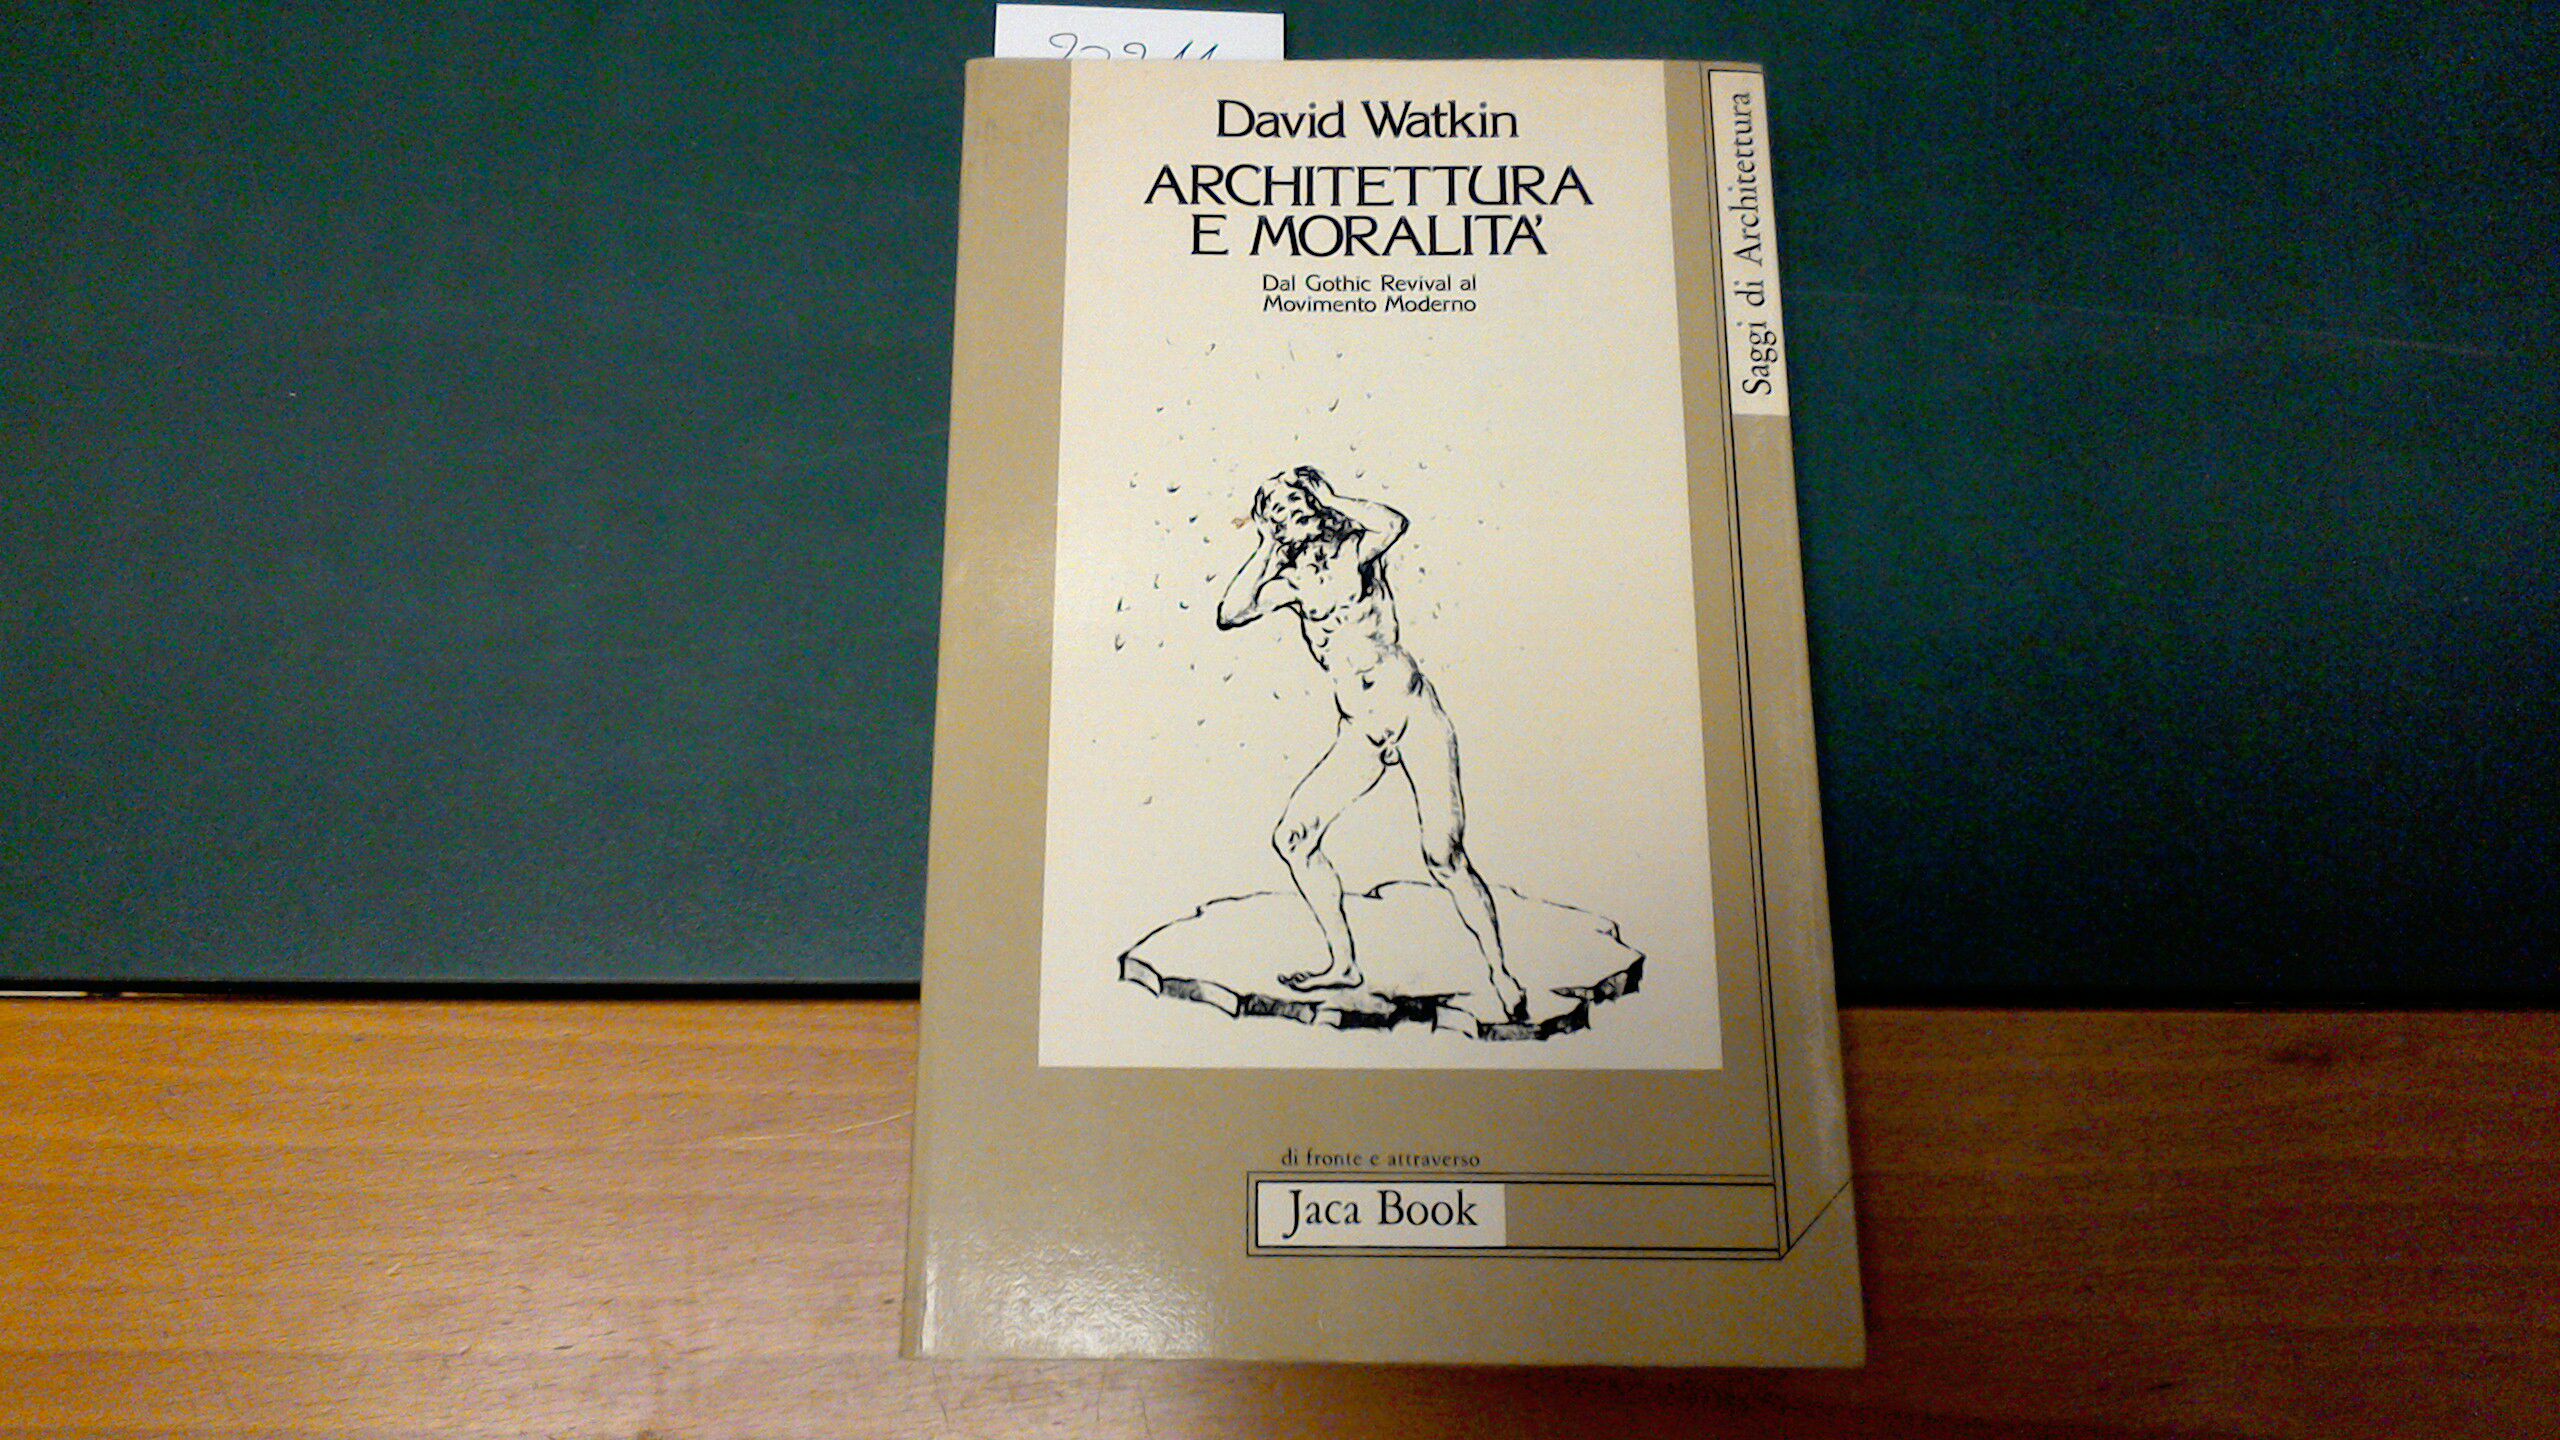 David Watkin
ARCHITETTURA
E MORALITA'
Dal Gothic Revival al
Movimento Moderno
Saggi di Architettura
di fronte e attraverso
Jaca Book